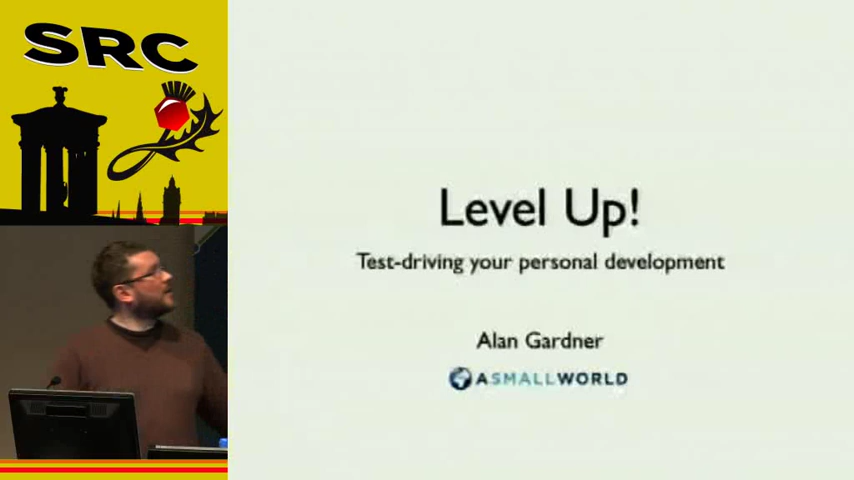 SRC
Level Up!
Test-driving your personal development
Alan Gardner
ASMALLWORLD